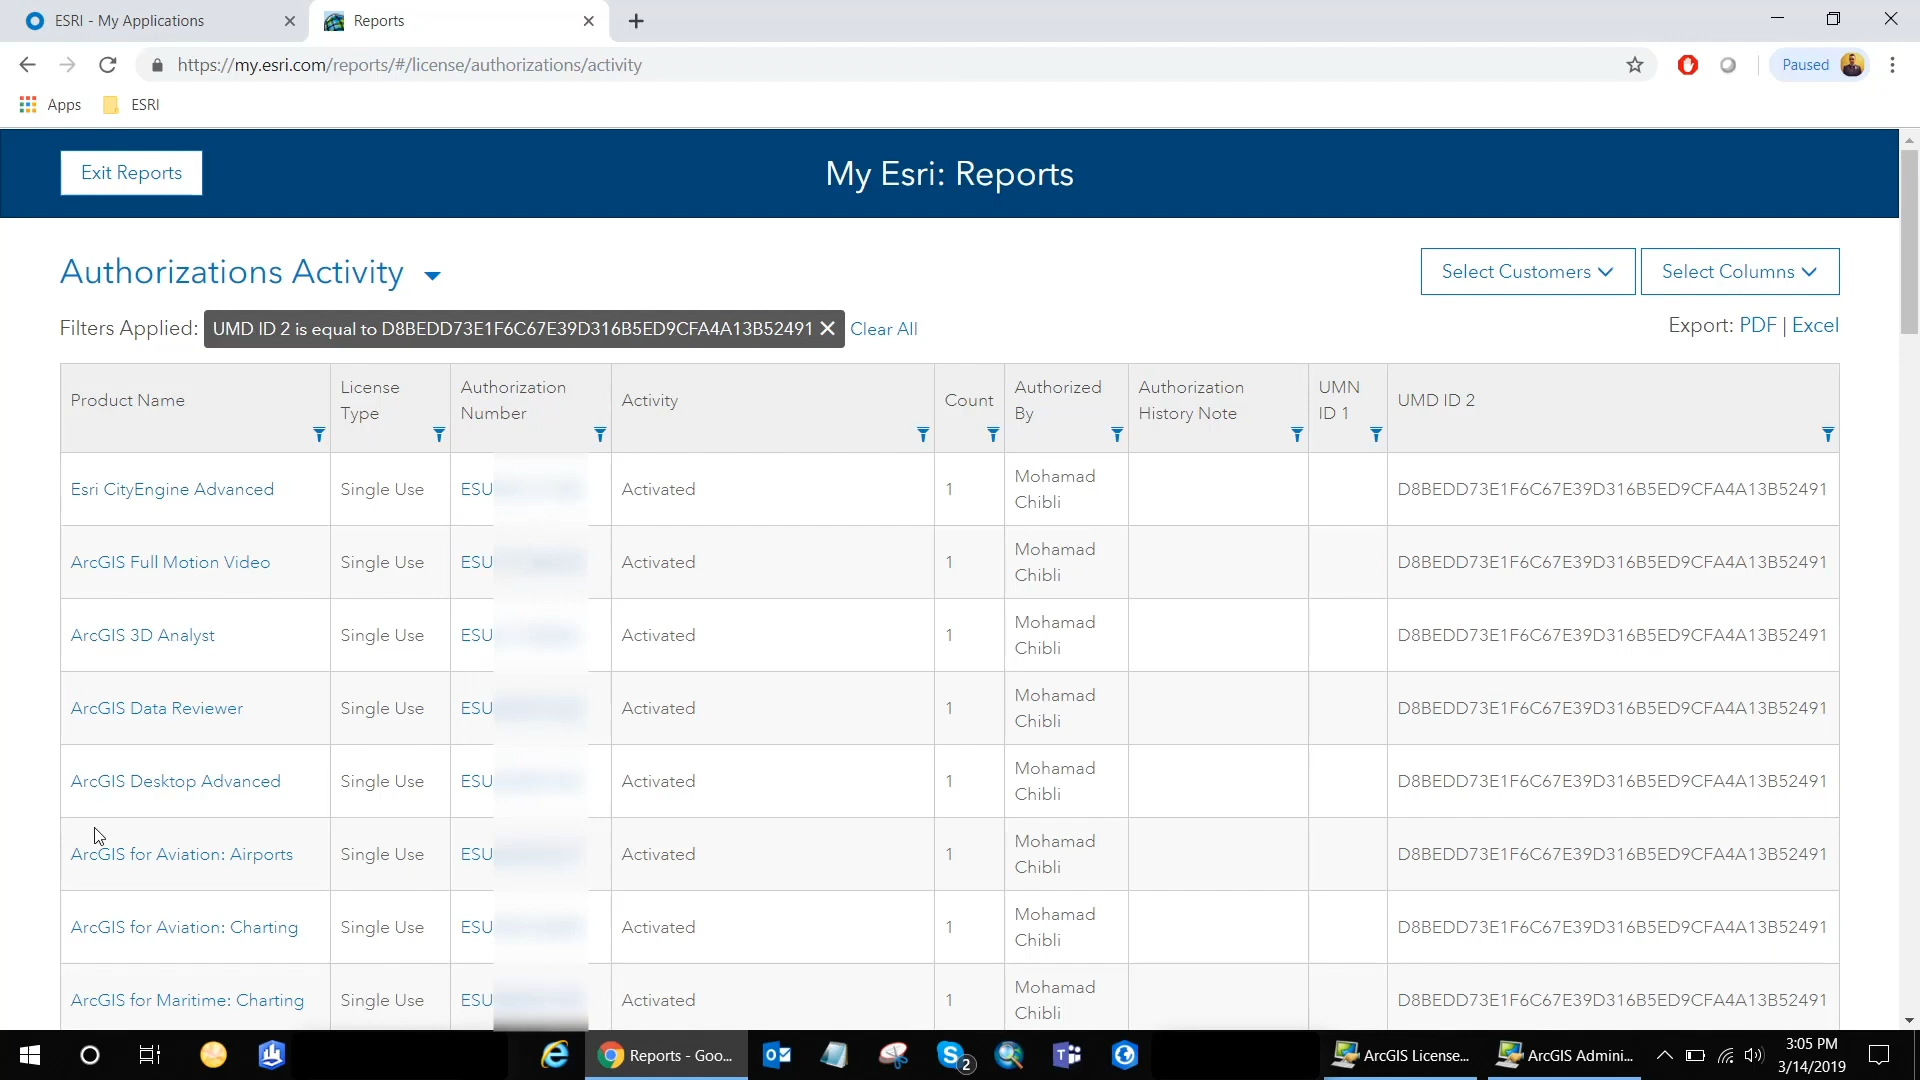 ESRI - My Applications
Reports
https://my.esri.com/reports/#/license/authorizations/activity
Paused
Apps
ESRI
Exit Reports
My Esri: Reports
Authorizations Activity
Select Customers
Select Columns
Filters Applied: UMD ID 2 is equal to D8BEDD73E1F6C67E39D316B5ED9CFA4A13B52491 Clear All
Export: PDF | Excel
Product Name
License
Type
Authorization
Number
Activity
Count
Authorized
By
Authorization
History Note
UMN
ID 1
UMD ID 2
Esri CityEngine Advanced Single Use ESU Activated 1 Mohamad
Chibli
D8BEDD73E1F6C67E39D316B5ED9CFA4A13B52491
ArcGIS Full Motion Video Single Use ESU Activated 1 Mohamad
Chibli
D8BEDD73E1F6C67E39D316B5ED9CFA4A13B52491
ArcGIS 3D Analyst Single Use ESU Activated 1 Mohamad
Chibli
D8BEDD73E1F6C67E39D316B5ED9CFA4A13B52491
ArcGIS Data Reviewer Single Use ESU Activated 1 Mohamad
Chibli
D8BEDD73E1F6C67E39D316B5ED9CFA4A13B52491
ArcGIS Desktop Advanced Single Use ESU Activated 1 Mohamad
Chibli
D8BEDD73E1F6C67E39D316B5ED9CFA4A13B52491
ArcGIS for Aviation: Airports Single Use ESU Activated 1 Mohamad
Chibli
D8BEDD73E1F6C67E39D316B5ED9CFA4A13B52491
ArcGIS for Aviation: Charting Single Use ESU Activated 1 Mohamad
Chibli
D8BEDD73E1F6C67E39D316B5ED9CFA4A13B52491
ArcGIS for Maritime: Charting Single Use ESU Activated 1 Mohamad
Chibli
D8BEDD73E1F6C67E39D316B5ED9CFA4A13B52491
Reports - Goo...
2
ArcGIS License...
ArcGIS Admini...
3:05 PM
3/14/2019